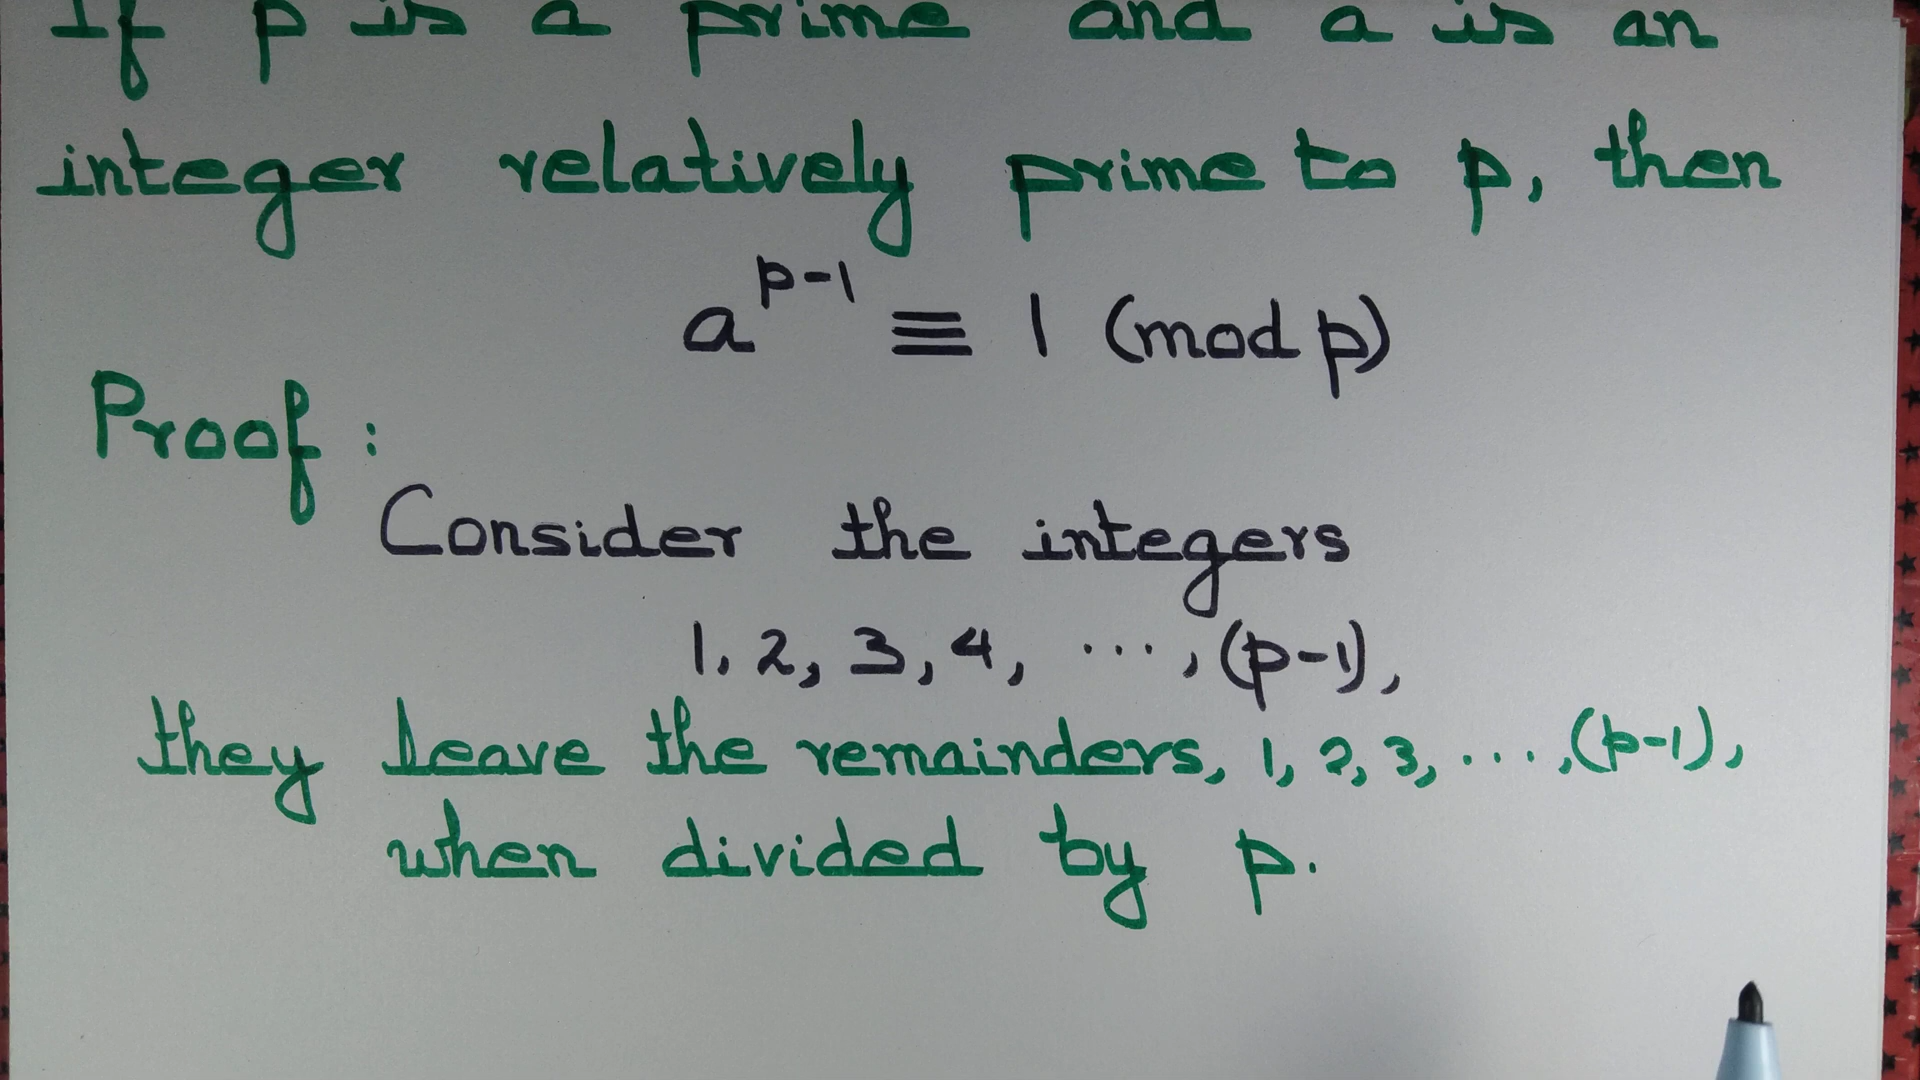 If p is a prime and a is an
integer relatively prime to p, then
a^{p-1} ≡ 1 (mod p)
Proof :
Consider the integers
1, 2, 3, 4, ..., (p-1),
they leave the remainders, 1, 2, 3, ..., (p-1),
when divided by p.